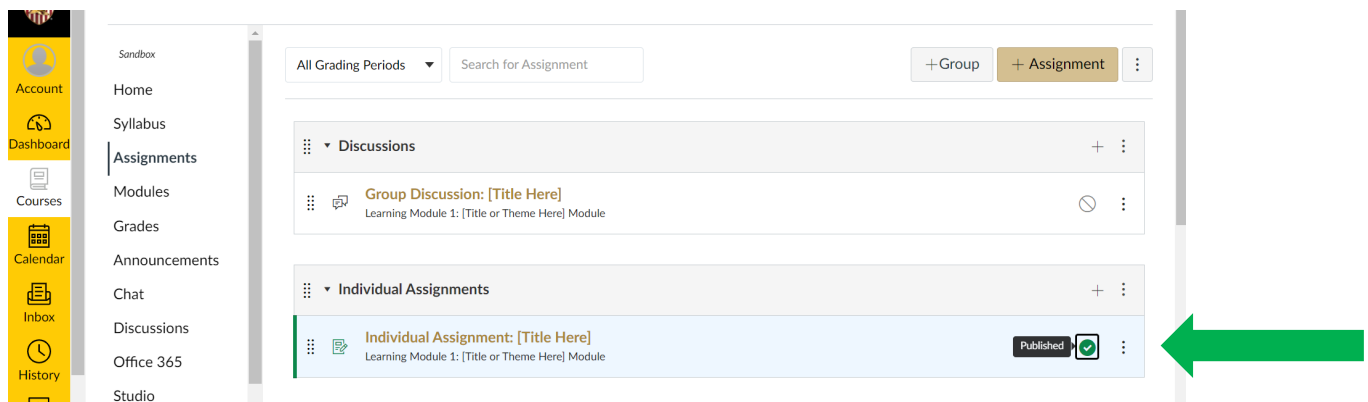 Account
Dashboard
Courses
Calendar
Inbox
History
Sandbox
Home
Syllabus
Assignments
Modules
Grades
Announcements
Chat
Discussions
Office 365
Studio
All Grading Periods
Search for Assignment
+Group
+ Assignment
Discussions
Group Discussion: [Title Here]
Learning Module 1: [Title or Theme Here] Module
Individual Assignments
Individual Assignment: [Title Here]
Published
Learning Module 1: [Title or Theme Here] Module